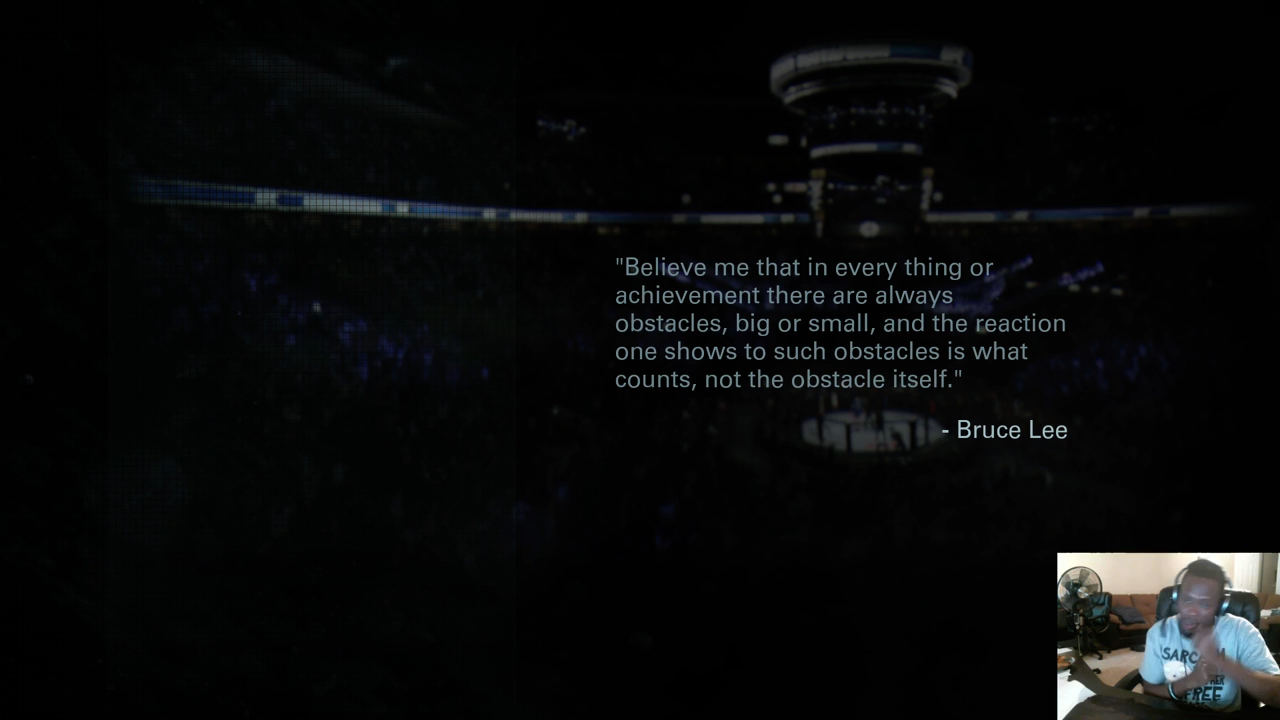 "Believe me that in every thing or
achievement there are always
obstacles, big or small, and the reaction
one shows to such obstacles is what
counts, not the obstacle itself."
- Bruce Lee
FREE